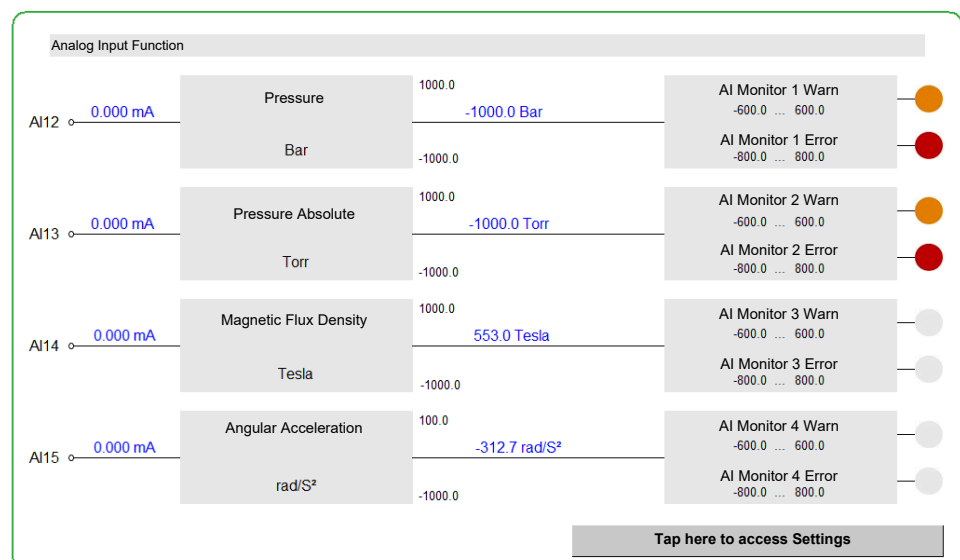 Analog Input Function
AI12
0.000 mA
Pressure
Bar
1000.0
-1000.0 Bar
-1000.0
AI Monitor 1 Warn
-600.0 ... 600.0
AI Monitor 1 Error
-800.0 ... 800.0
AI13
0.000 mA
Pressure Absolute
Torr
1000.0
-1000.0 Torr
-1000.0
AI Monitor 2 Warn
-600.0 ... 600.0
AI Monitor 2 Error
-800.0 ... 800.0
AI14
0.000 mA
Magnetic Flux Density
Tesla
1000.0
553.0 Tesla
-1000.0
AI Monitor 3 Warn
-600.0 ... 600.0
AI Monitor 3 Error
-800.0 ... 800.0
AI15
0.000 mA
Angular Acceleration
rad/S²
100.0
-312.7 rad/S²
-1000.0
AI Monitor 4 Warn
-600.0 ... 600.0
AI Monitor 4 Error
-800.0 ... 800.0
Tap here to access Settings